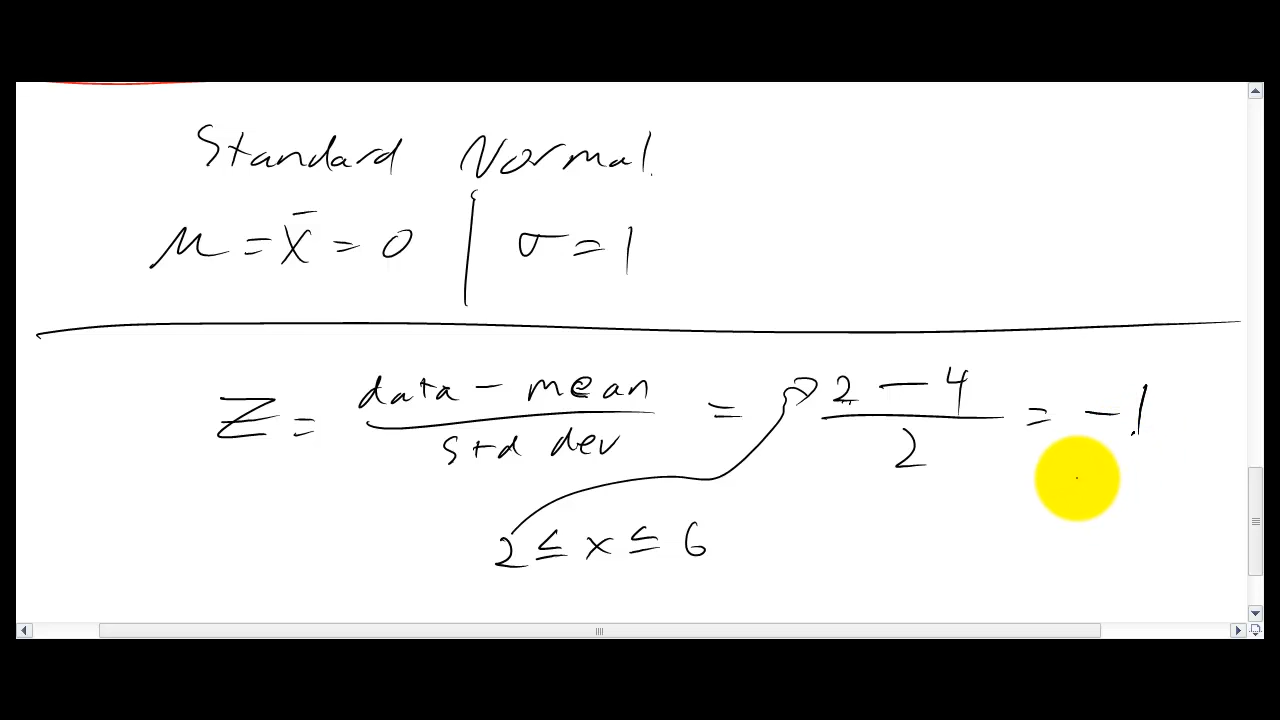 Standard Normal
μ = x̄ = 0 | σ = 1
Z = data - mean / std dev = 2 - 4 / 2 = -1
2 ≤ x ≤ 6